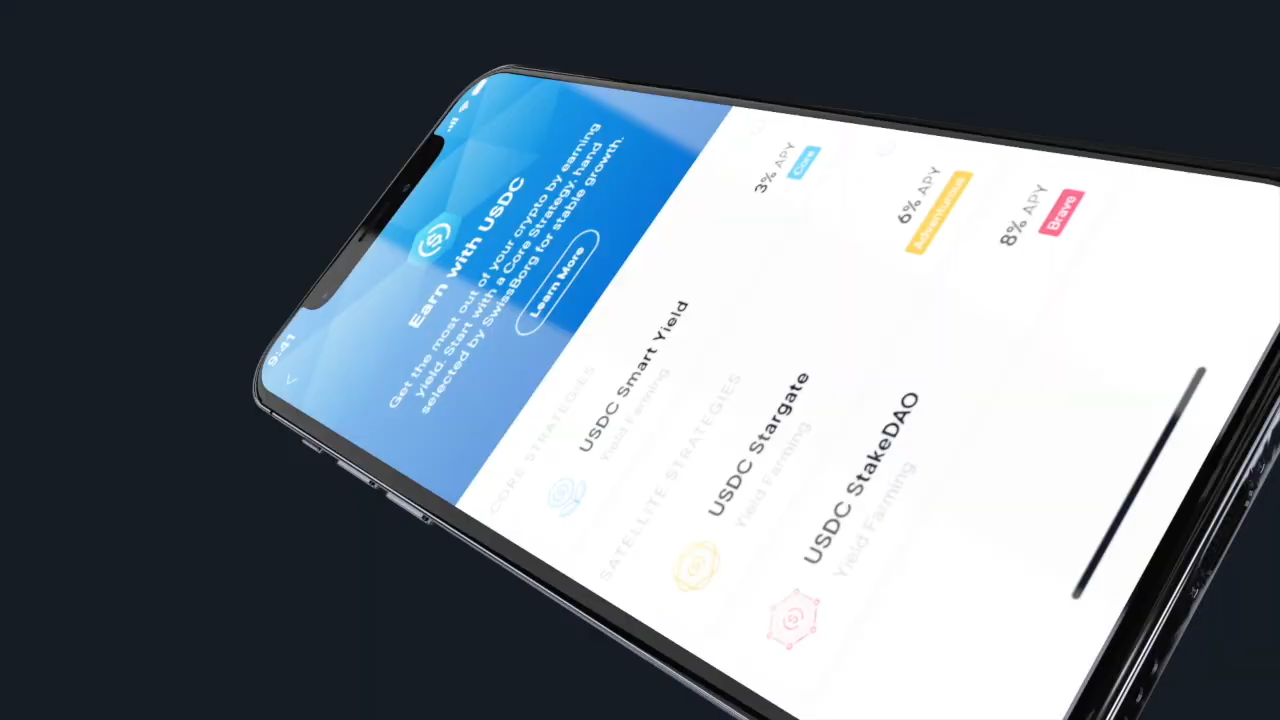 9:41
Earn with USDC
Get the most out of your crypto by earning
yield. Start with a Core Strategy, hand
selected by SwissBorg for stable growth.
Learn More
CORE STRATEGIES
USDC Smart Yield
Yield Farming
3% APY
Core
SATELLITE STRATEGIES
USDC Stargate
Yield Farming
6% APY
Adventurous
USDC StakeDAO
Yield Farming
8% APY
Brave